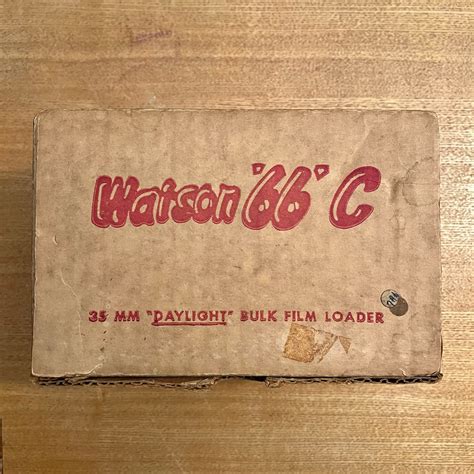 Watson '66' C
35 MM "DAYLIGHT" BULK FILM LOADER